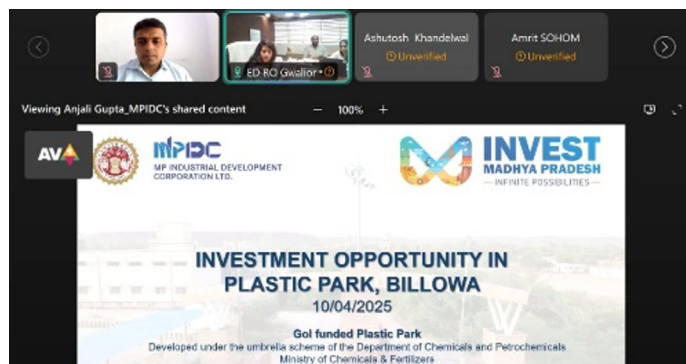 ED RO Gwalior
Ashutosh Khandelwal
Unverified
Amrit SOHOM
Unverified
Viewing Anjali Gupta_MPIDC's shared content
100%
AV
MPIDC
MP INDUSTRIAL DEVELOPMENT
CORPORATION LTD.
INVEST
MADHYA PRADESH
INFINITE POSSIBILITIES
INVESTMENT OPPORTUNITY IN
PLASTIC PARK, BILLOWA
10/04/2025
GoI funded Plastic Park
Developed under the umbrella scheme of the Department of Chemicals and Petrochemicals
Ministry of Chemicals & Fertilizers